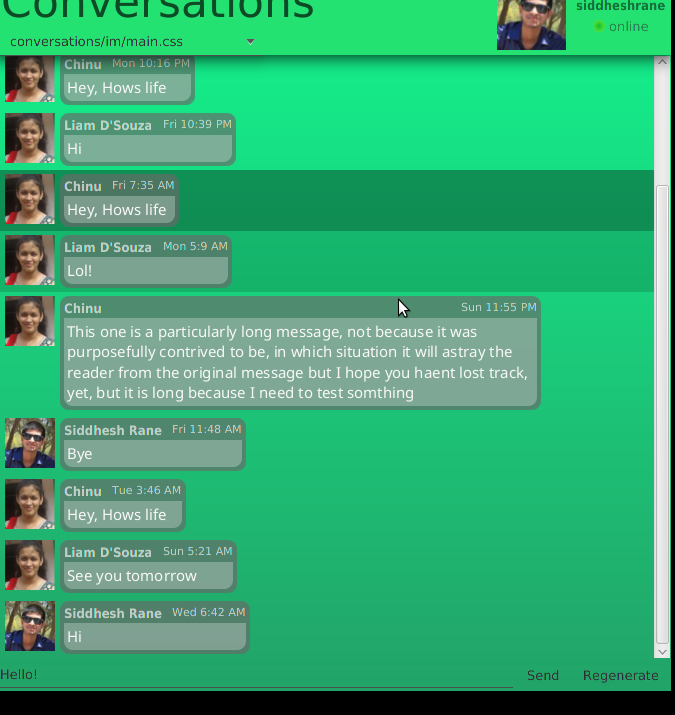 Conversations
siddheshrane
online
conversations/im/main.css
Chinu Mon 10:16 PM
Hey, Hows life
Liam D'Souza Fri 10:39 PM
Hi
Chinu Fri 7:35 AM
Hey, Hows life
Liam D'Souza Mon 5:9 AM
Lol!
Chinu Sun 11:55 PM
This one is a particularly long message, not because it was
purposefully contrived to be, in which situation it will astray the
reader from the original message but I hope you haent lost track,
yet, but it is long because I need to test somthing
Siddhesh Rane Fri 11:48 AM
Bye
Chinu Tue 3:46 AM
Hey, Hows life
Liam D'Souza Sun 5:21 AM
See you tomorrow
Siddhesh Rane Wed 6:42 AM
Hi
Hello! Send Regenerate